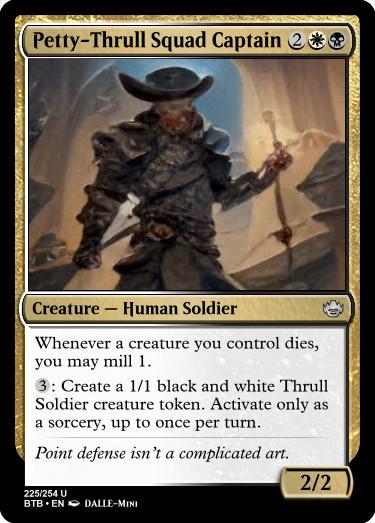 Petty-Thrull Squad Captain 2
Creature — Human Soldier
Whenever a creature you control dies,
you may mill 1.
3: Create a 1/1 black and white Thrull
Soldier creature token. Activate only as
a sorcery, up to once per turn.
Point defense isn't a complicated art.
2/2
225/254 U
BTB • EN DALLE-Mini